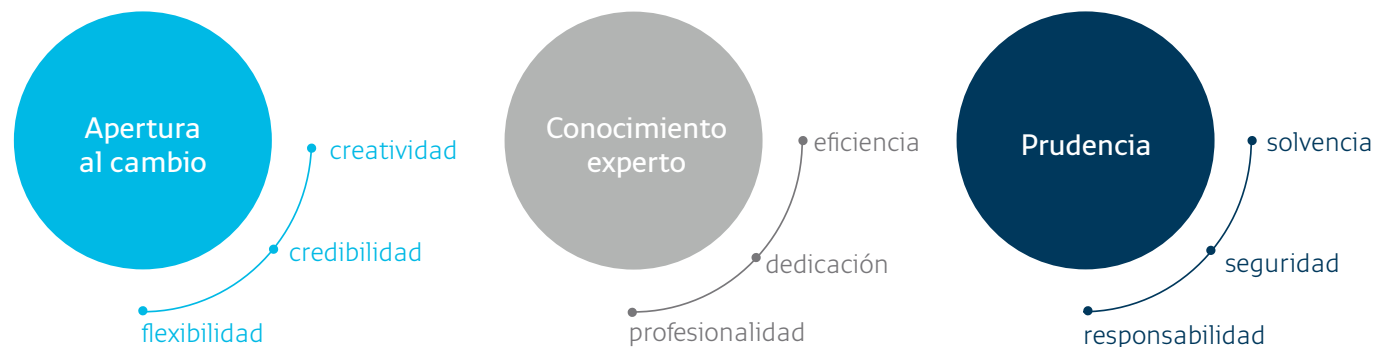 Apertura
al cambio
creatividad
credibilidad
flexibilidad
Conocimiento
experto
eficiencia
dedicación
profesionalidad
Prudencia
solvencia
seguridad
responsabilidad